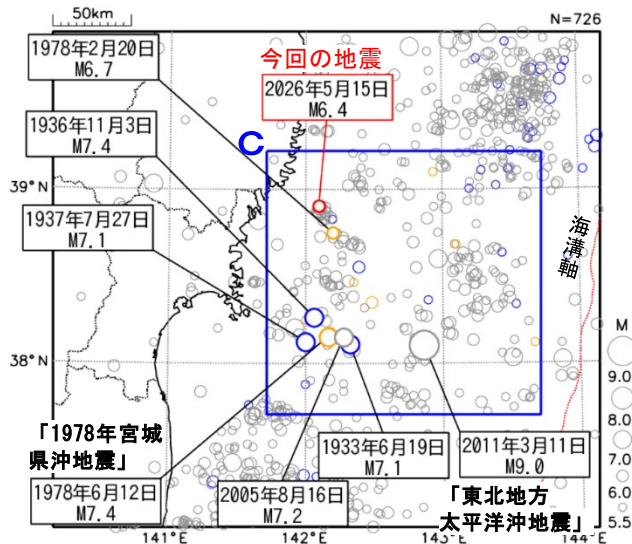 50km
N=726
1978年2月20日
M6.7
今回の地震
2026年5月15日
M6.4
1936年11月3日
M7.4
C
39°N
1937年7月27日
M7.1
海溝軸
M
38°N
9.0
8.0
7.0
6.0
5.5
「1978年宮城
県沖地震」
1978年6月12日
M7.4
2005年8月16日
M7.2
1933年6月19日
M7.1
2011年3月11日
M9.0
「東北地方
太平洋沖地震」
141°E
142°E
143°E
144°E